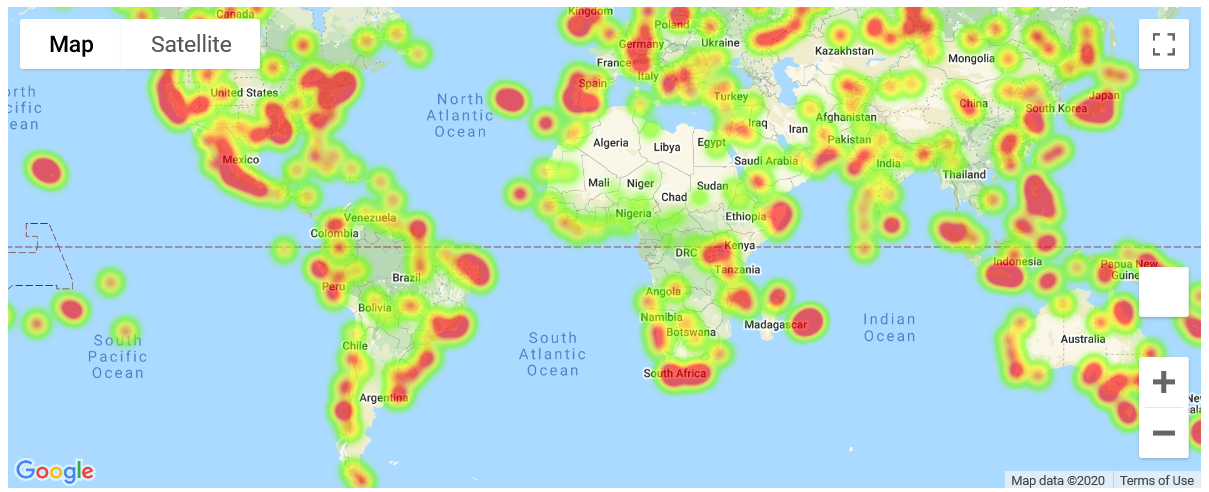 Map
Satellite
Canada
Kingdom
Poland
Germany
Ukraine
France
Kazakhstan
Mongolia
Italy
Spain
United States
Turkey
Japan
China
South Korea
North
Atlantic
Ocean
Afghanistan
Iraq
Iran
Pakistan
Algeria
Libya
Egypt
Mexico
Saudi Arabia
India
Thailand
Mali
Niger
Chad
Sudan
Nigeria
Ethiopia
Venezuela
Colombia
DRC
Kenya
Tanzania
Indonesia
Papua New
Guine
Brazil
Peru
Bolivia
Angola
Namibia
Botswana
Madagascar
Indian
Ocean
Australia
South
Pacific
Ocean
Chile
South
Atlantic
Ocean
South Africa
Argentina
Google
Map data ©2020
Terms of Use